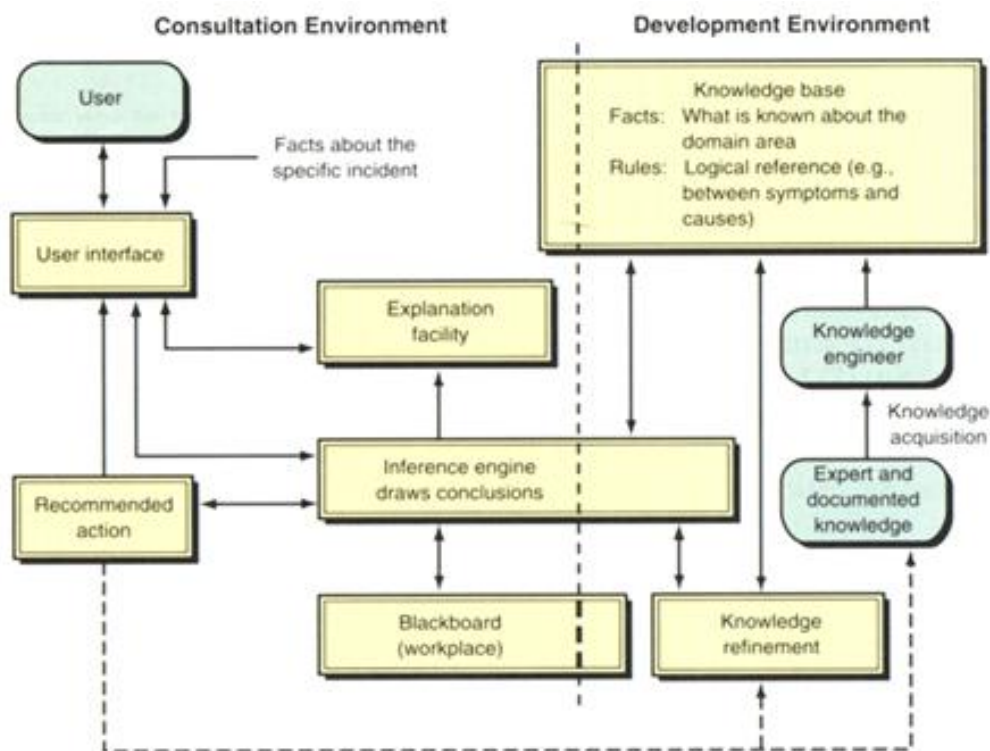 Consultation Environment
Development Environment
User
Facts about the
specific incident
Knowledge base
Facts: What is known about the
domain area
Rules: Logical reference (e.g.,
between symptoms and
causes)
User interface
Explanation
facility
Knowledge
engineer
Knowledge
acquisition
Inference engine
draws conclusions
Expert and
documented
knowledge
Recommended
action
Blackboard
(workplace)
Knowledge
refinement